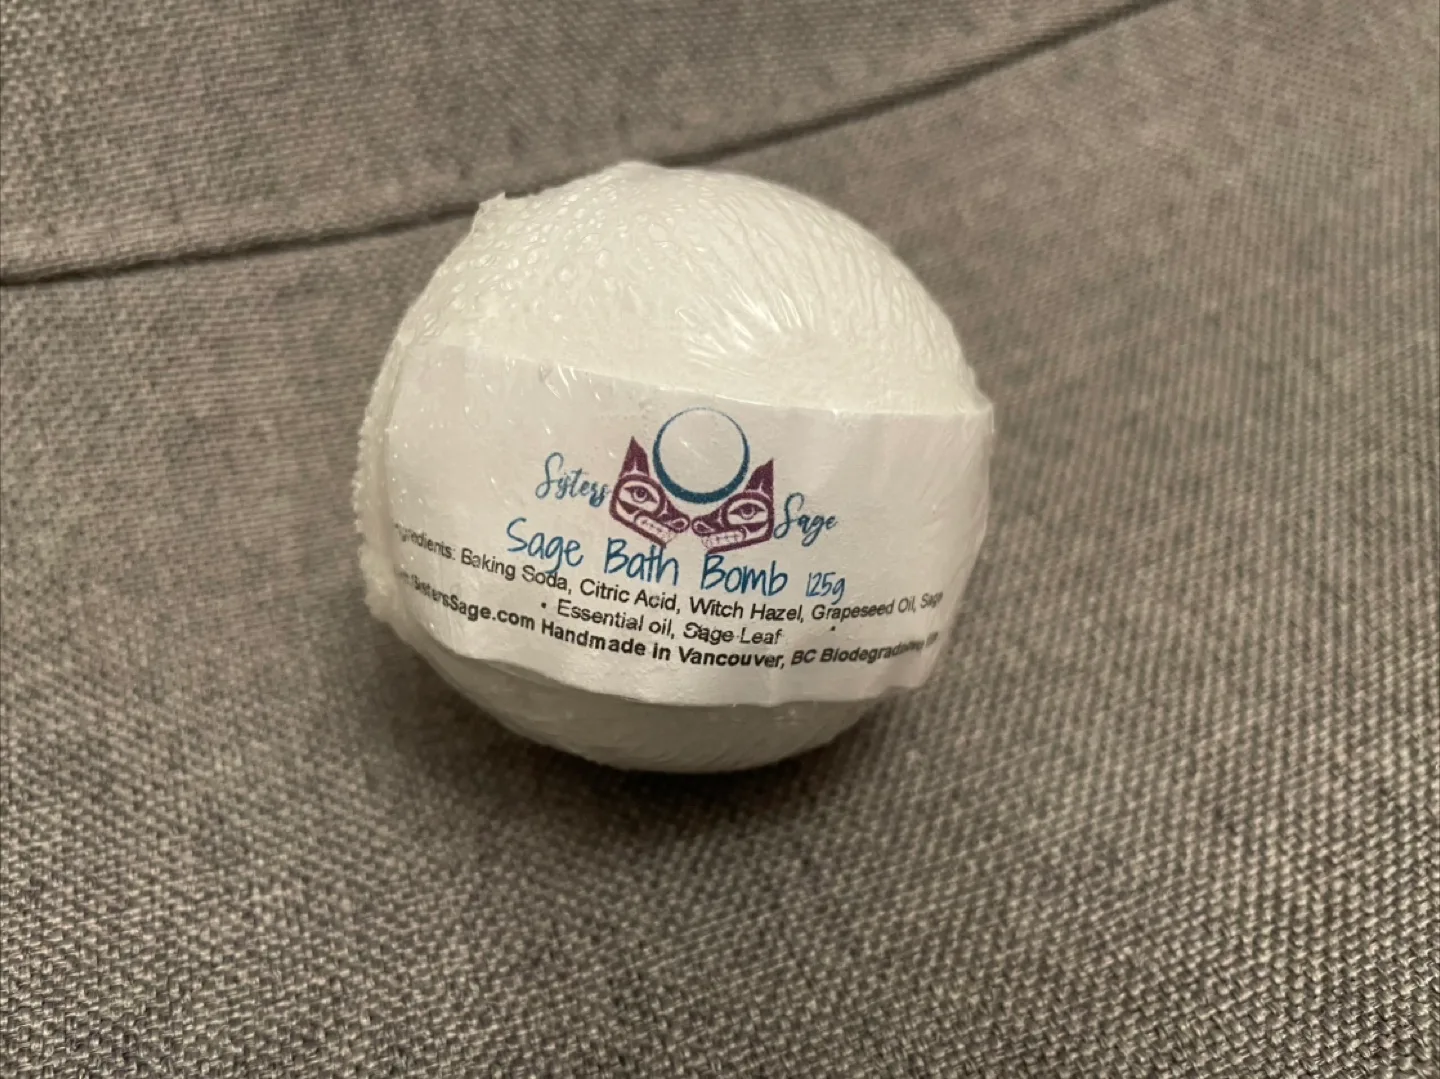 Sisters Sage
Sage Bath Bomb 125g
Ingredients: Baking Soda, Citric Acid, Witch Hazel, Grapeseed Oil, Sage
• Essential oil, Sage Leaf •
SistersSage.com Handmade in Vancouver, BC